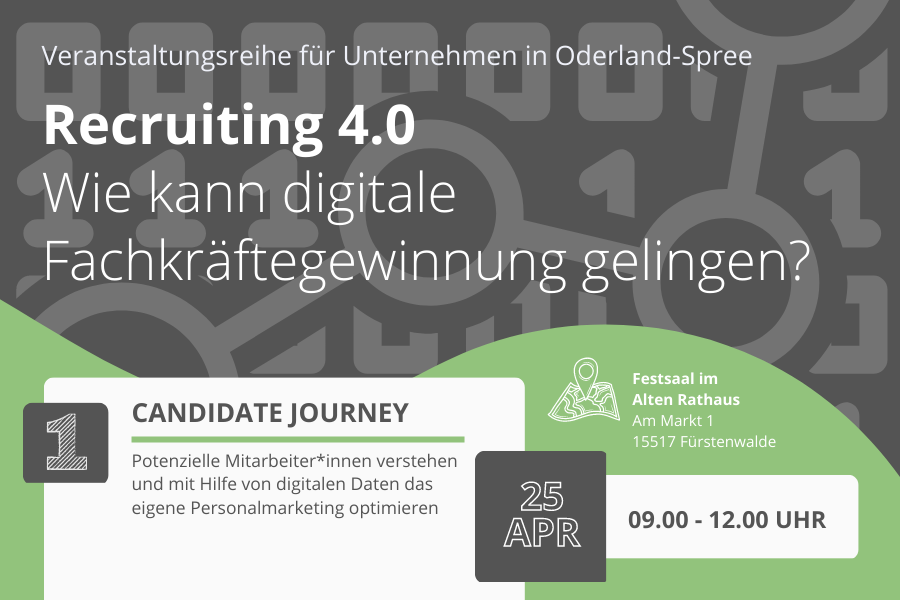 Veranstaltungsreihe für Unternehmen in Oderland-Spree
Recruiting 4.0
Wie kann digitale
Fachkräftegewinnung gelingen?
1
CANDIDATE JOURNEY
Potenzielle Mitarbeiter*innen verstehen
und mit Hilfe von digitalen Daten das
eigene Personalmarketing optimieren
Festsaal im
Alten Rathaus
Am Markt 1
15517 Fürstenwalde
25
APR
09.00 - 12.00 UHR